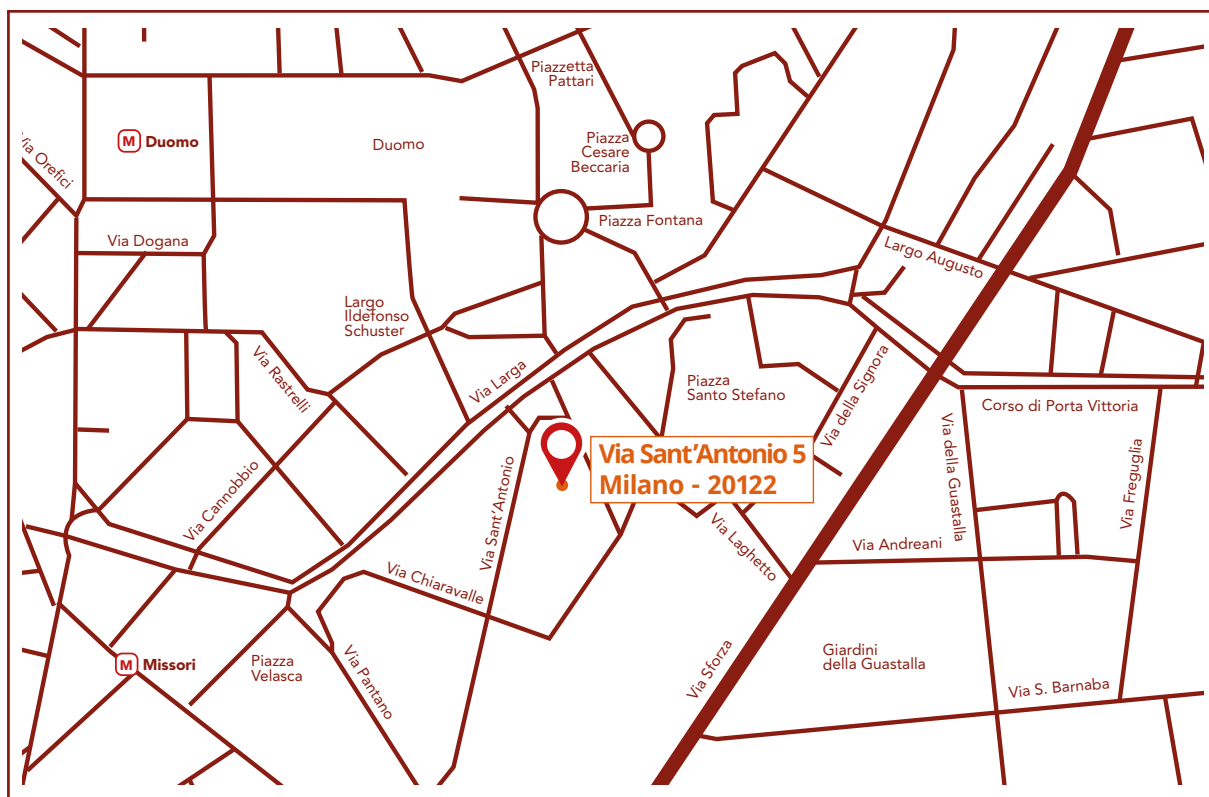 Piazzetta
Pattari
M Duomo
Duomo
Piazza
Cesare
Beccaria
Via Orefici
Piazza Fontana
Via Dogana
Largo Augusto
Largo
Ildefonso
Schuster
Via Rastrelli
Via Larga
Piazza
Santo Stefano
Via della Signora
Corso di Porta Vittoria
Via Sant'Antonio 5
Milano - 20122
Via Cannobbio
Via Sant'Antonio
Via della Guastalla
Via Freguglia
Via Laghetto
Via Andreani
Via Chiaravalle
M Missori
Piazza
Velasca
Via Pantano
Via Sforza
Giardini
della Guastalla
Via S. Barnaba